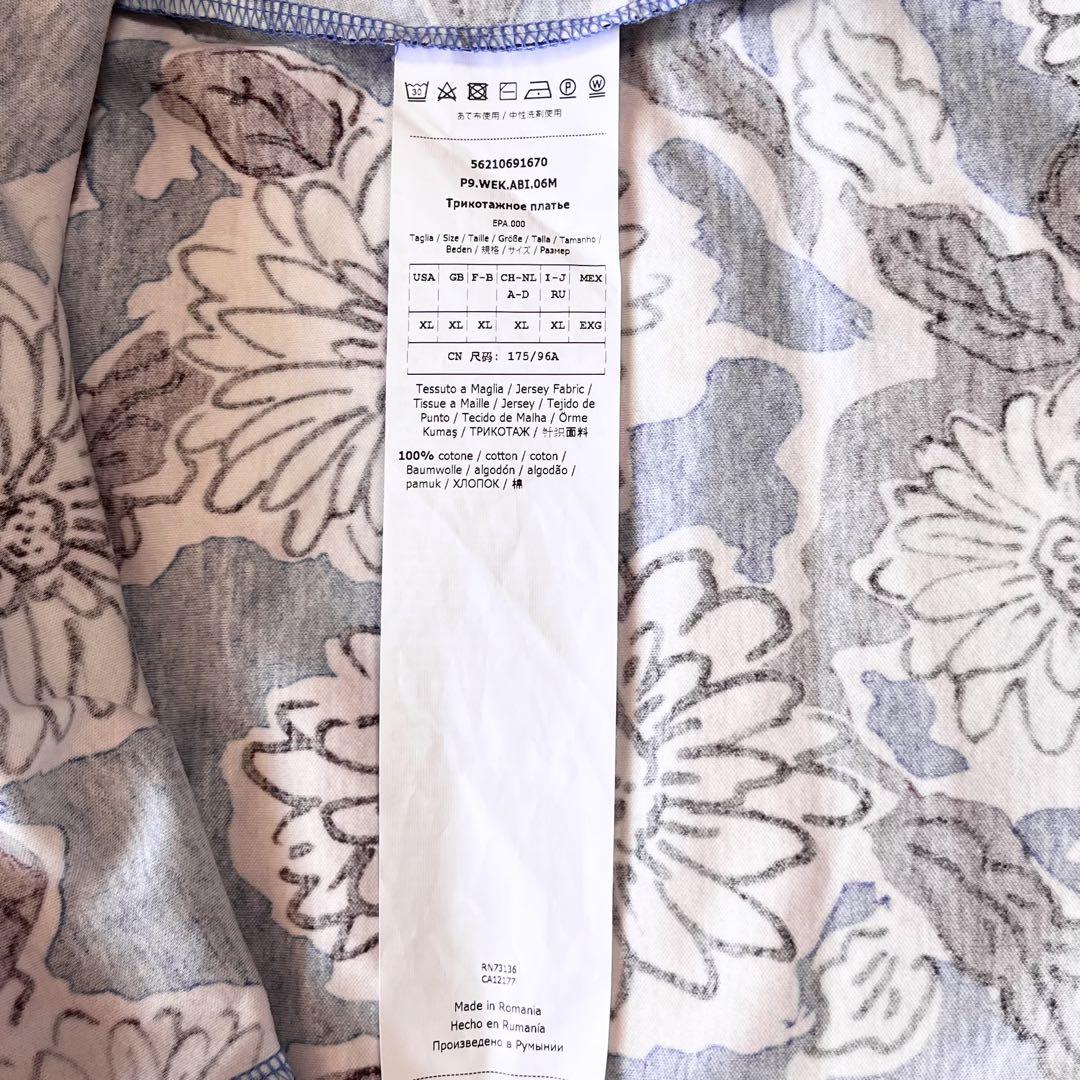 30 P W
あて布使用 / 中性洗剤使用
56210691670
P9.WEK.ABI.06M
Трикотажное платье
EPA.000
Taglia / Size / Taille / Größe / Talla / Tamanho /
Beden / 規格 / サイズ / Размер
USA GB F-B CH-NL I-J MEX
A-D RU
XL XL XL XL XL EXG
CN 尺码: 175/96A
Tessuto a Maglia / Jersey Fabric /
Tissue a Maille / Jersey / Tejido de
Punto / Tecido de Malha / Örme
Kumaş / ТРИКОТАЖ / 针织面料
100% cotone / cotton / coton /
Baumwolle / algodón / algodão /
pamuk / ХЛОПОК / 棉
RN73136
CA12177
Made in Romania
Hecho en Rumanía
Произведено в Румынии